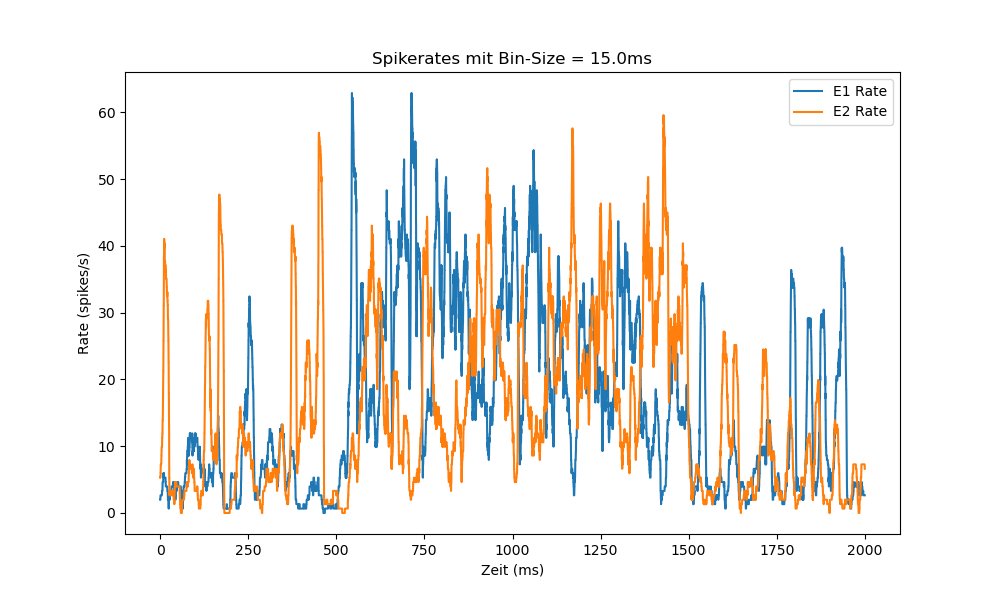 Spikerates mit Bin-Size = 15.0ms
E1 Rate
E2 Rate
Rate (spikes/s)
60
50
40
30
20
10
0
0 250 500 750 1000 1250 1500 1750 2000
Zeit (ms)